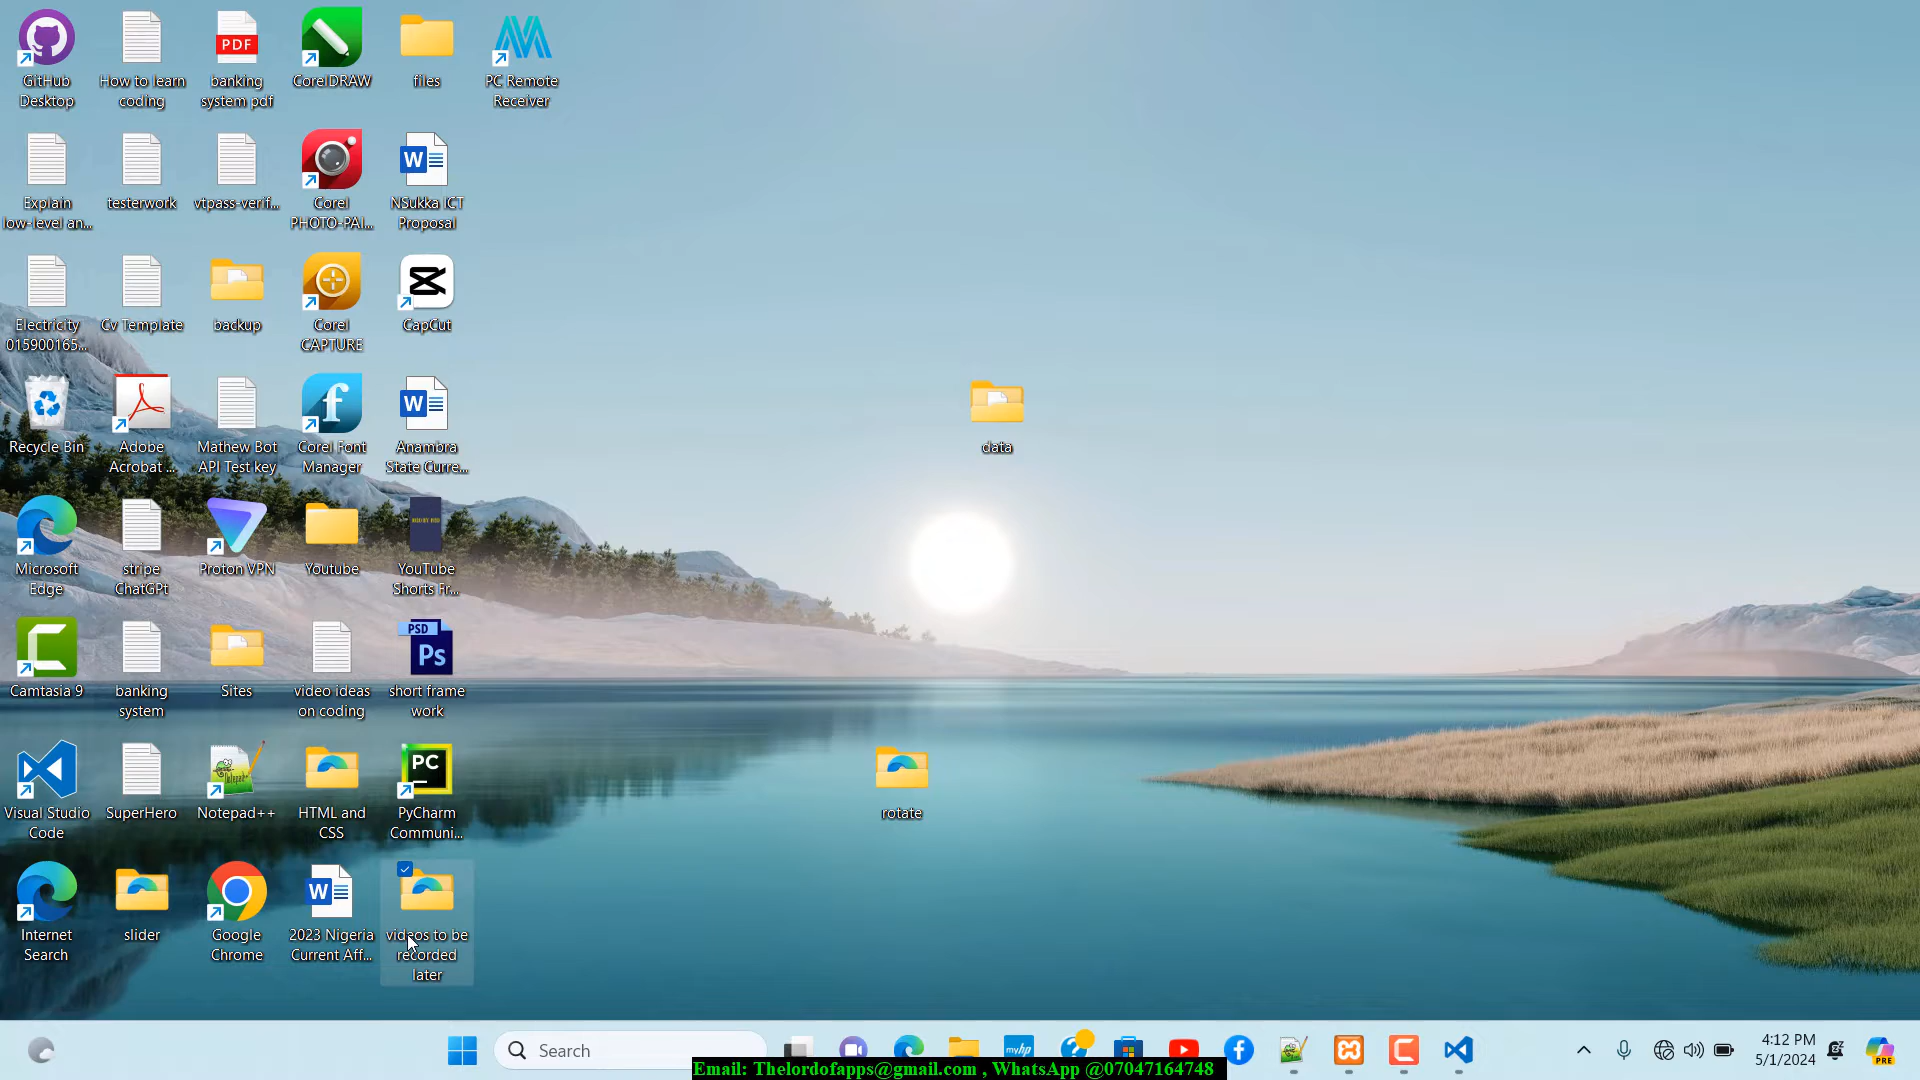 GitHub
Desktop
How to learn
coding
PDF
banking
system pdf
CorelDRAW
files
PC Remote
Receiver
Explain
low-level an...
testerwork
vtpass-verif...
Corel
PHOTO-PAI...
W
NSukka ICT
Proposal
Electricity
015900165...
Cv Template
backup
Corel
CAPTURE
CapCut
Recycle Bin
Adobe
Acrobat ...
Mathew Bot
API Test key
Corel Font
Manager
W
Anambra
State Curre...
data
Microsoft
Edge
stripe
ChatGPt
Proton VPN
Youtube
YouTube
Shorts Fr...
Camtasia 9
banking
system
Sites
video ideas
on coding
PSD
Ps
short frame
work
Visual Studio
Code
SuperHero
Notepad++
HTML and
CSS
PC
PyCharm
Communi...
rotate
Internet
Search
slider
Google
Chrome
W
2023 Nigeria
Current Aff...
videos to be
recorded
later
Search
myhp
4:12 PM
5/1/2024
PRE
Email: Thelordofapps@gmail.com , WhatsApp @07047164748